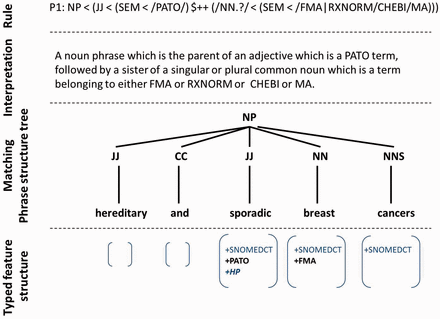 Rule
P1: NP < (JJ < (SEM < /PATO/) $++ (/NN.?/ < (SEM < /FMA|RXNORM/CHEBI/MA)))
Interpretation
A noun phrase which is the parent of an adjective which is a PATO term,
followed by a sister of a singular or plural common noun which is a term
belonging to either FMA or RXNORM or CHEBI or MA.
Matching
Phrase structure tree
NP
JJ CC JJ NN NNS
hereditary and sporadic breast cancers
Typed feature
structure
+SNOMEDCT +SNOMEDCT +SNOMEDCT
+PATO +FMA
+HP